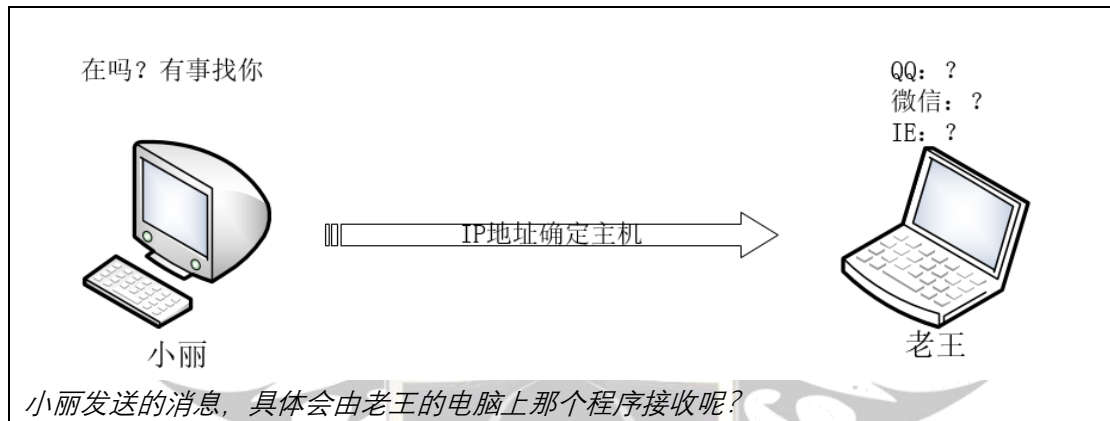 在吗？有事找你
QQ：？
微信：？
IE：？
IP地址确定主机
小丽
老王
小丽发送的消息，具体会由老王的电脑上那个程序接收呢？